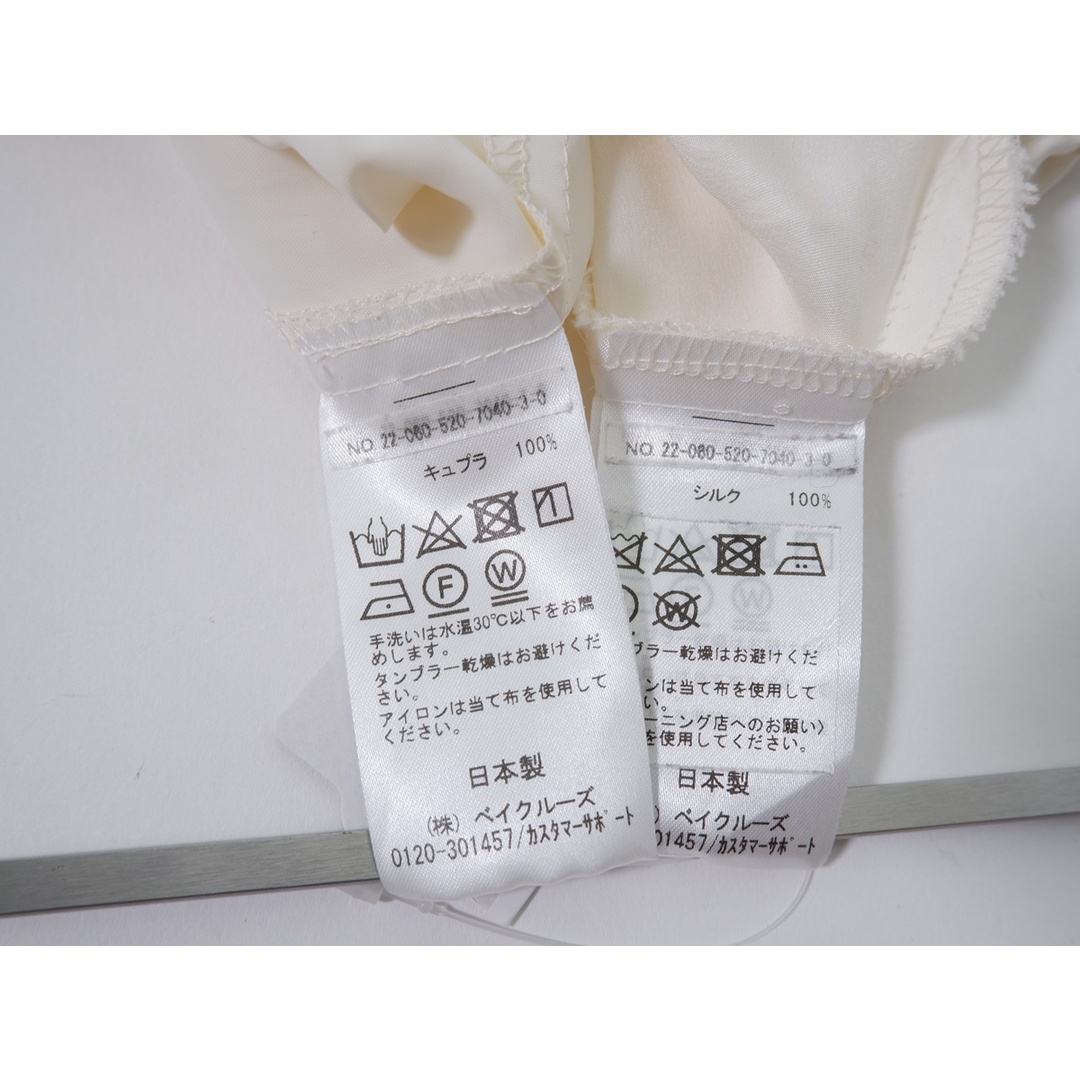 NO. 22-080-520-7040-3-0
キュプラ 100%
F W
手洗いは水温30℃以下をお薦
めします。
タンブラー乾燥はお避けくだ
さい。
アイロンは当て布を使用して
ください。
日本製
(株) ベイクルーズ
0120-301457/カスタマーサポート
NO. 22-080-520-7040-3-0
シルク 100%
W
ブラー乾燥はお避けくだ
ンは当て布を使用して
い。
ーニング店へのお願い〉
を使用してください。
日本製
) ベイクルーズ
01457/カスタマーサポート